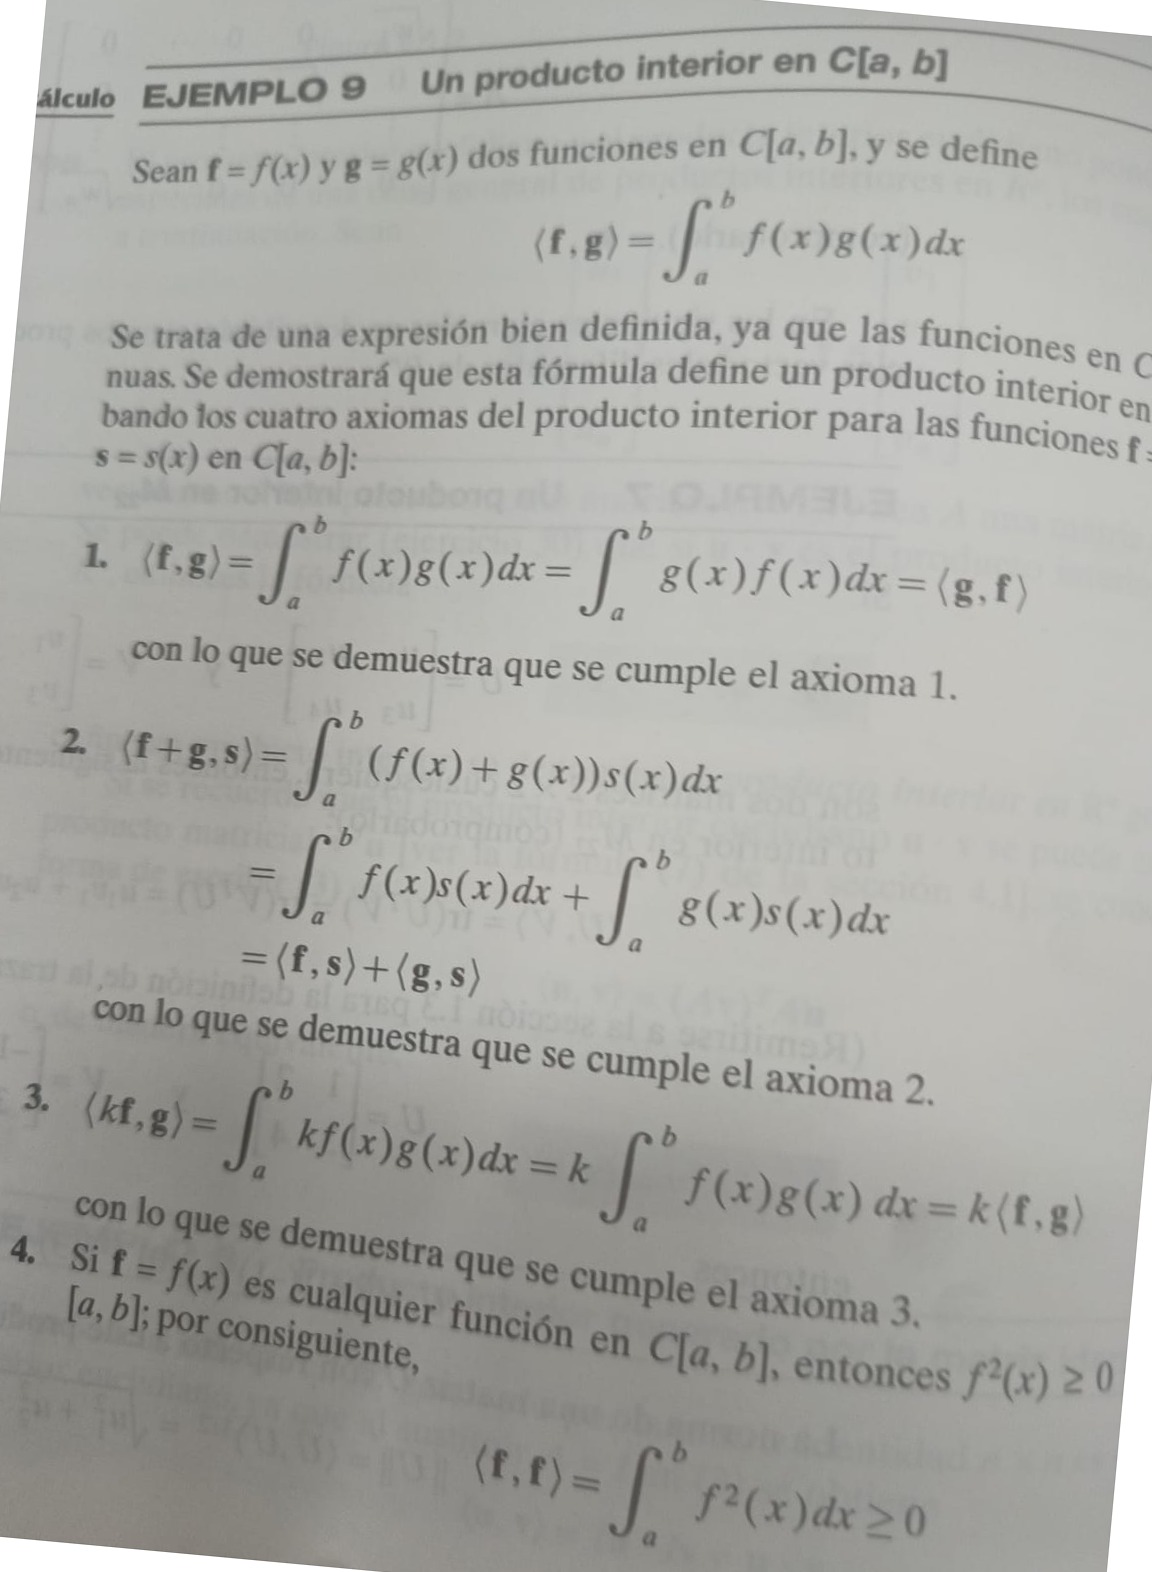 álculo EJEMPLO 9 Un producto interior en C[a, b]
Sean f = f(x) y g = g(x) dos funciones en C[a, b], y se define
⟨f, g⟩ = ∫_a^b f(x)g(x)dx
Se trata de una expresión bien definida, ya que las funciones en C
nuas. Se demostrará que esta fórmula define un producto interior en
bando los cuatro axiomas del producto interior para las funciones f =
s = s(x) en C[a, b]:
1. ⟨f, g⟩ = ∫_a^b f(x)g(x)dx = ∫_a^b g(x)f(x)dx = ⟨g, f⟩
con lo que se demuestra que se cumple el axioma 1.
2. ⟨f + g, s⟩ = ∫_a^b (f(x) + g(x))s(x)dx
= ∫_a^b f(x)s(x)dx + ∫_a^b g(x)s(x)dx
= ⟨f, s⟩ + ⟨g, s⟩
con lo que se demuestra que se cumple el axioma 2.
3. ⟨kf, g⟩ = ∫_a^b kf(x)g(x)dx = k ∫_a^b f(x)g(x) dx = k⟨f, g⟩
con lo que se demuestra que se cumple el axioma 3.
4. Si f = f(x) es cualquier función en C[a, b], entonces f²(x) ≥ 0
[a, b]; por consiguiente,
⟨f, f⟩ = ∫_a^b f²(x)dx ≥ 0